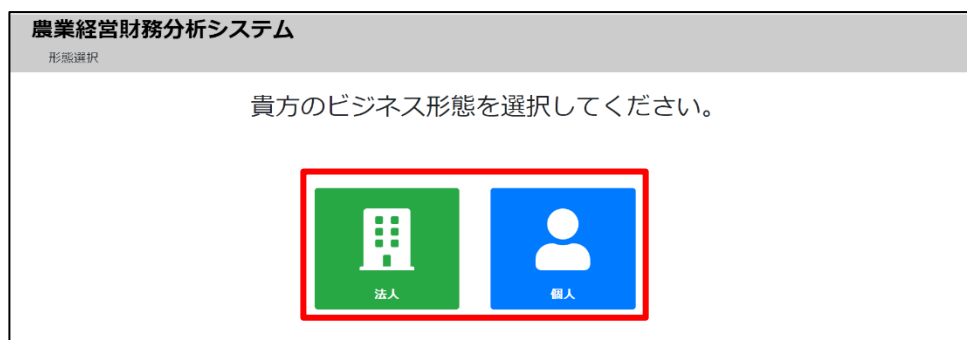 農業経営財務分析システム
形態選択
貴方のビジネス形態を選択してください。
法人
個人